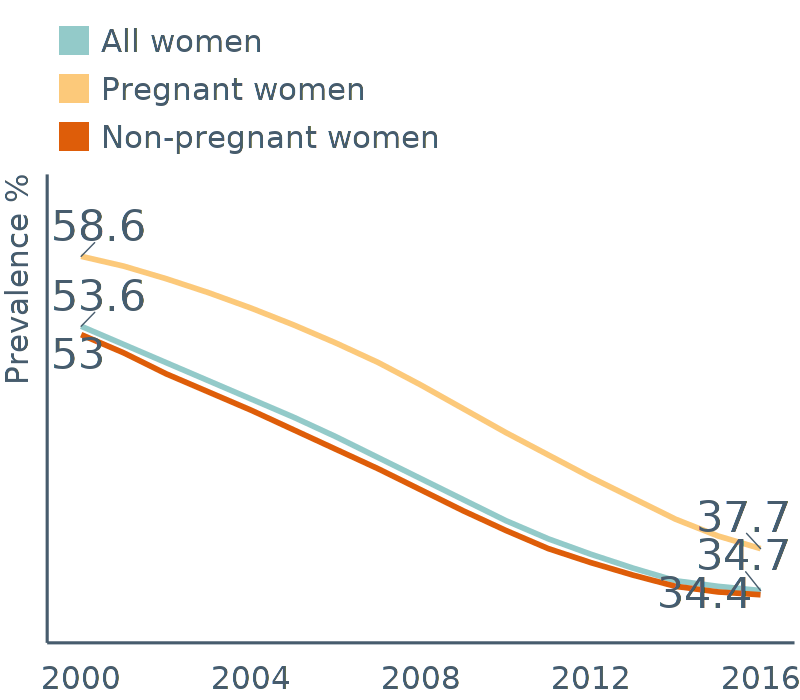 All women
Pregnant women
Non-pregnant women
Prevalence %
58.6
53.6
53
37.7
34.7
34.4
2000 2004 2008 2012 2016